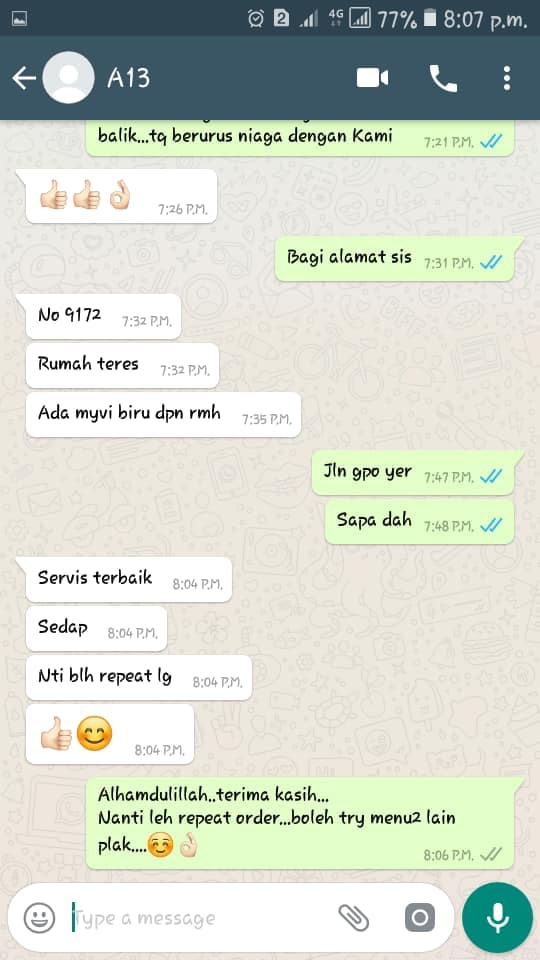 2 4G 77% 8:07 p.m.
A13
balik...tq berurus niaga dengan Kami 7:21 P.M.
7:26 P.M.
Bagi alamat sis 7:31 P.M.
No 9172 7:32 P.M.
Rumah teres 7:32 P.M.
Ada myvi biru dpn rmh 7:35 P.M.
Jln gpo yer 7:47 P.M.
Sapa dah 7:48 P.M.
Servis terbaik 8:04 P.M.
Sedap 8:04 P.M.
Nti blh repeat lg 8:04 P.M.
8:04 P.M.
Alhamdulillah..terima kasih...
Nanti leh repeat order...boleh try menu2 lain
plak.... 8:06 P.M.
Type a message